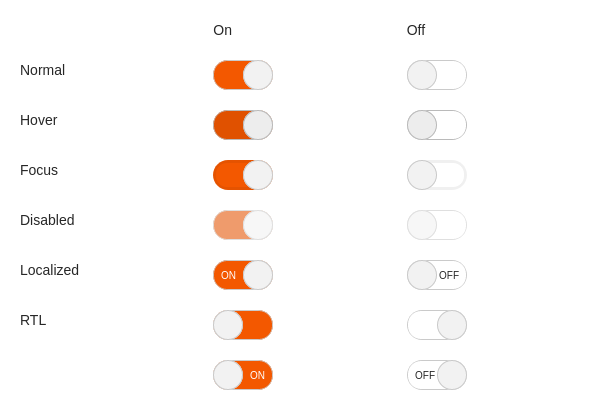 On Off
Normal
Hover
Focus
Disabled
Localized ON OFF
RTL
ON OFF